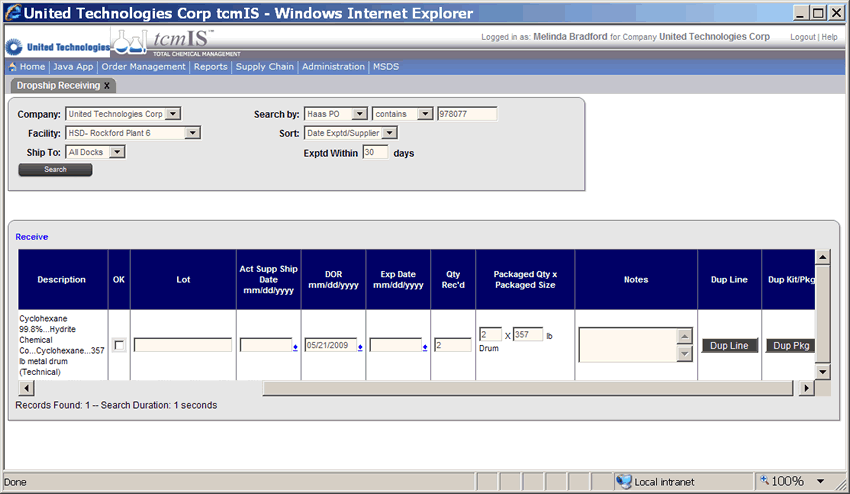 United Technologies Corp tcmIS - Windows Internet Explorer
United Technologies tcmIS™
TOTAL CHEMICAL MANAGEMENT
Logged in as: Melinda Bradford for Company United Technologies Corp Logout | Help
Home | Java App | Order Management | Reports | Supply Chain | Administration | MSDS
Dropship Receiving X
Company: United Technologies Corp Search by: Haas PO contains 978077
Facility: HSD- Rockford Plant 6 Sort: Date Exptd/Supplier
Ship To: All Docks Exptd Within 30 days
Search
Receive
Description OK Lot Act Supp Ship Date mm/dd/yyyy DOR mm/dd/yyyy Exp Date mm/dd/yyyy Qty Rec'd Packaged Qty x Packaged Size Notes Dup Line Dup Kit/Pkg
Cyclohexane
99.8%...Hydrite
Chemical
Co...Cyclohexane...357
lb metal drum
(Technical)
05/21/2009 2 2 X 357 lb
Drum
Dup Line Dup Pkg
Records Found: 1 -- Search Duration: 1 seconds
Done Local intranet 100%